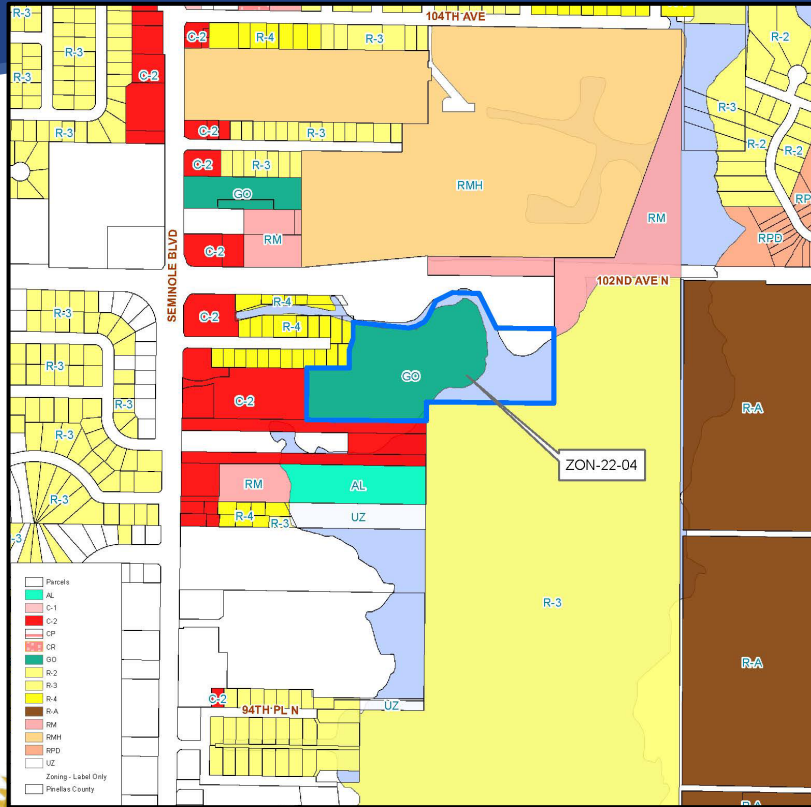 R-3
104TH AVE
C-2
R-4
R-3
R-2
R-3
R-3
C-2
R-3
R-3
C-2
R-3
R-2
R-2
C-2
R-3
RMH
GO
RM
RP
C-2
RM
RPD
SEMINOLE BLVD
102ND AVE N
R-3
R-4
C-2
R-4
R-3
GO
C-2
R-3
R-A
R-3
ZON-22-04
RM
AL
R-3
R-4
R-3
UZ
-3
R-3
R-A
C-2
94TH PL N
UZ
R-A
Parcels
AL
C-1
C-2
CP
CR
GO
R-2
R-3
R-4
R-A
RM
RMH
RPD
UZ
Zoning - Label Only
Pinellas County